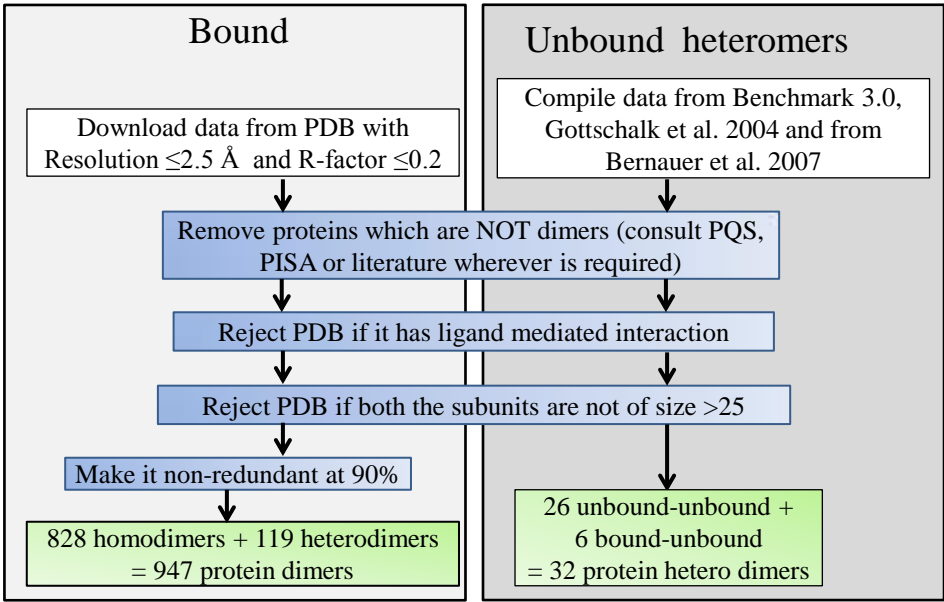 Bound
Download data from PDB with
Resolution ≤2.5 Å and R-factor ≤0.2
Unbound heteromers
Compile data from Benchmark 3.0,
Gottschalk et al. 2004 and from
Bernauer et al. 2007
Remove proteins which are NOT dimers (consult PQS,
PISA or literature wherever is required)
Reject PDB if it has ligand mediated interaction
Reject PDB if both the subunits are not of size >25
Make it non-redundant at 90%
828 homodimers + 119 heterodimers
= 947 protein dimers
26 unbound-unbound +
6 bound-unbound
= 32 protein hetero dimers